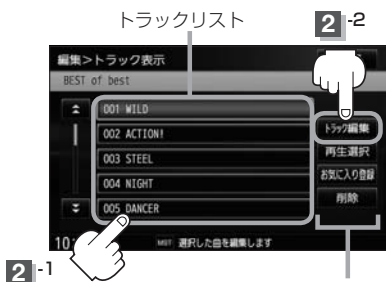 トラックリスト
2 -2
編集>トラック表示
BEST of best
001 WILD
002 ACTION!
003 STEEL
004 NIGHT
005 DANCER
トラック編集
再生選択
お気に入り登録
削除
10:
選択した曲を編集します
2 -1